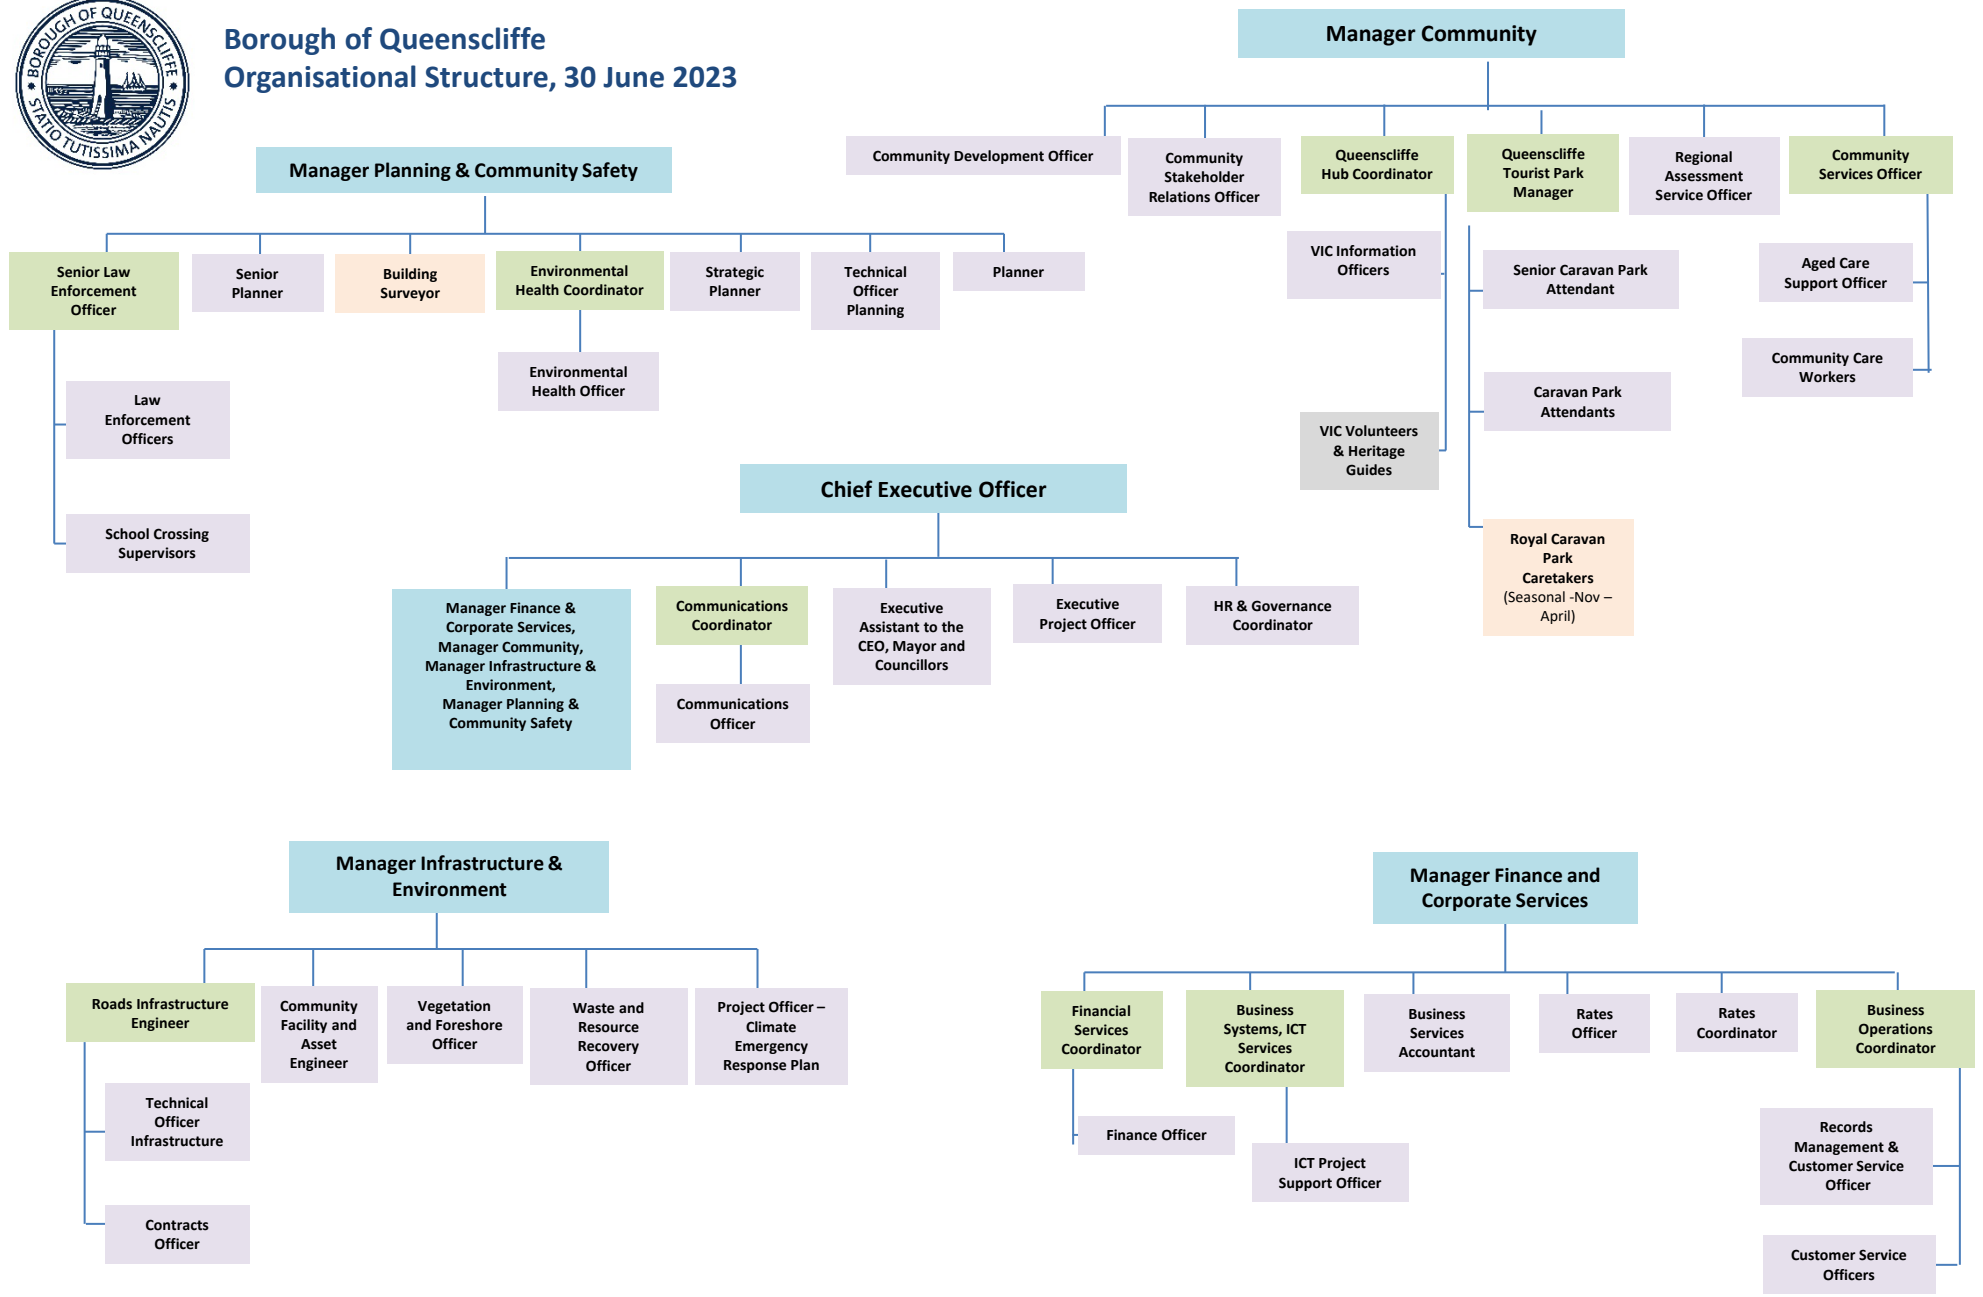 BOROUGH OF QUEENSCLIFFE
STATIO TUTISSIMA NAUTIS
Borough of Queenscliffe
Organisational Structure, 30 June 2023
Manager Community
Community Development Officer
Community
Stakeholder
Relations Officer
Queenscliffe
Hub Coordinator
Queenscliffe
Tourist Park
Manager
Regional
Assessment
Service Officer
Community
Services Officer
VIC Information
Officers
VIC Volunteers
& Heritage
Guides
Senior Caravan Park
Attendant
Caravan Park
Attendants
Royal Caravan
Park
Caretakers
(Seasonal -Nov –
April)
Aged Care
Support Officer
Community Care
Workers
Manager Planning & Community Safety
Senior Law
Enforcement
Officer
Senior
Planner
Building
Surveyor
Environmental
Health Coordinator
Strategic
Planner
Technical
Officer
Planning
Planner
Law
Enforcement
Officers
School Crossing
Supervisors
Environmental
Health Officer
Chief Executive Officer
Manager Finance &
Corporate Services,
Manager Community,
Manager Infrastructure &
Environment,
Manager Planning &
Community Safety
Communications
Coordinator
Executive
Assistant to the
CEO, Mayor and
Councillors
Executive
Project Officer
HR & Governance
Coordinator
Communications
Officer
Manager Infrastructure &
Environment
Roads Infrastructure
Engineer
Community
Facility and
Asset
Engineer
Vegetation
and Foreshore
Officer
Waste and
Resource
Recovery
Officer
Project Officer –
Climate
Emergency
Response Plan
Technical
Officer
Infrastructure
Contracts
Officer
Manager Finance and
Corporate Services
Financial
Services
Coordinator
Business
Systems, ICT
Services
Coordinator
Business
Services
Accountant
Rates
Officer
Rates
Coordinator
Business
Operations
Coordinator
Finance Officer
ICT Project
Support Officer
Records
Management &
Customer Service
Officer
Customer Service
Officers